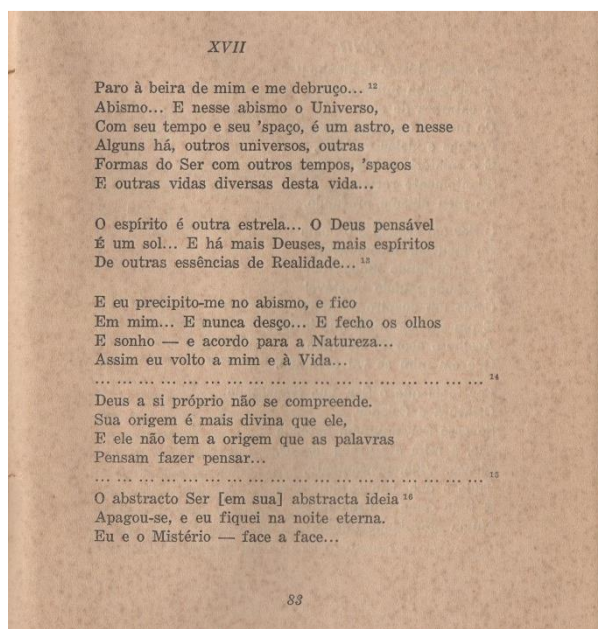 XVII
Paro à beira de mim e me debruço... 12
Abismo... E nesse abismo o Universo,
Com seu tempo e seu 'spaço, é um astro, e nesse
Alguns há, outros universos, outras
Formas do Ser com outros tempos, 'spaços
E outras vidas diversas desta vida...
O espírito é outra estrela... O Deus pensável
É um sol... E há mais Deuses, mais espíritos
De outras essências de Realidade... 13
E eu precipito-me no abismo, e fico
Em mim... E nunca desço... E fecho os olhos
E sonho — e acordo para a Natureza...
Assim eu volto a mim e à Vida...
... ... ... ... ... ... ... ... ... ... ... ... ... ... ... ... ... ... 14
Deus a si próprio não se compreende.
Sua origem é mais divina que ele,
E ele não tem a origem que as palavras
Pensam fazer pensar...
... ... ... ... ... ... ... ... ... ... ... ... ... ... ... ... ... ... 15
O abstracto Ser [em sua] abstracta ideia 16
Apagou-se, e eu fiquei na noite eterna.
Eu e o Mistério — face a face...
83